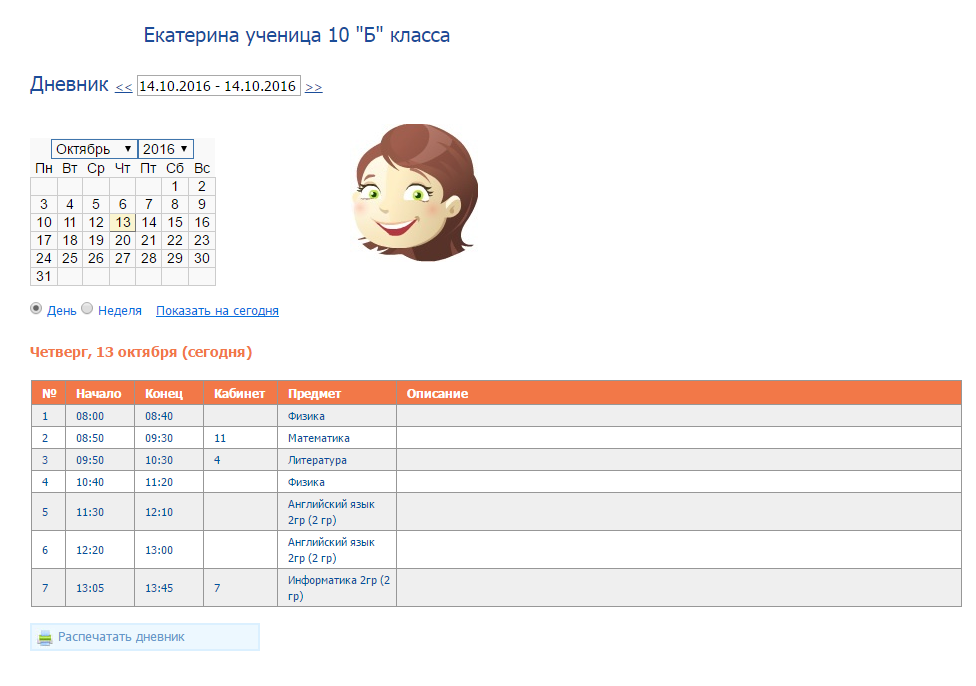 Екатерина ученица 10 "Б" класса
Дневник << 14.10.2016 - 14.10.2016 >>
Октябрь 2016
Пн Вт Ср Чт Пт Сб Вс
1 2
3 4 5 6 7 8 9
10 11 12 13 14 15 16
17 18 19 20 21 22 23
24 25 26 27 28 29 30
31
День Неделя Показать на сегодня
Четверг, 13 октября (сегодня)
№ Начало Конец Кабинет Предмет Описание
1 08:00 08:40 Физика
2 08:50 09:30 11 Математика
3 09:50 10:30 4 Литература
4 10:40 11:20 Физика
5 11:30 12:10 Английский язык
2гр (2 гр)
6 12:20 13:00 Английский язык
2гр (2 гр)
7 13:05 13:45 7 Информатика 2гр (2
гр)
Распечатать дневник